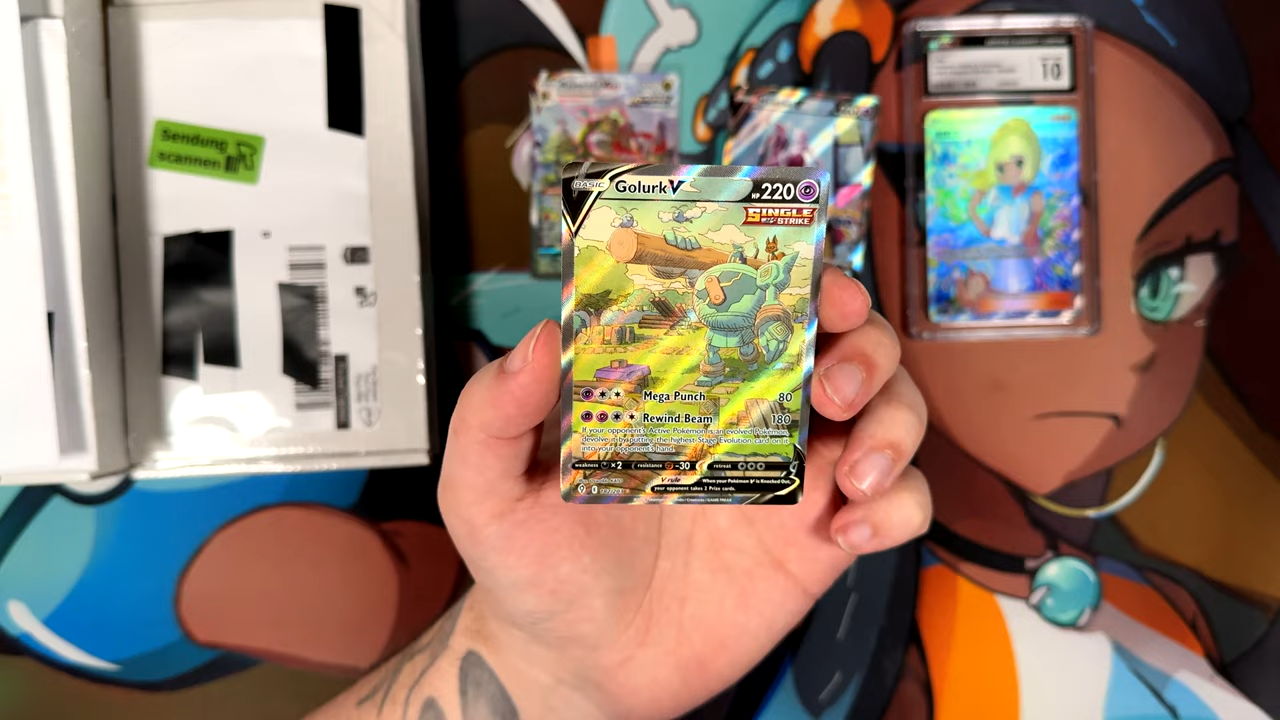 Sendung
scannen
10
BASIC
Golurk V
HP 220
SINGLE
STRIKE
Mega Punch 80
Rewind Beam 180
If your opponent's Active Pokémon is an evolved Pokémon,
devolve it by putting the highest Stage Evolution card on it
into your opponent's hand.
weakness ×2 resistance -30 retreat
V rule
When your Pokémon V is Knocked Out,
your opponent takes 2 Prize cards.